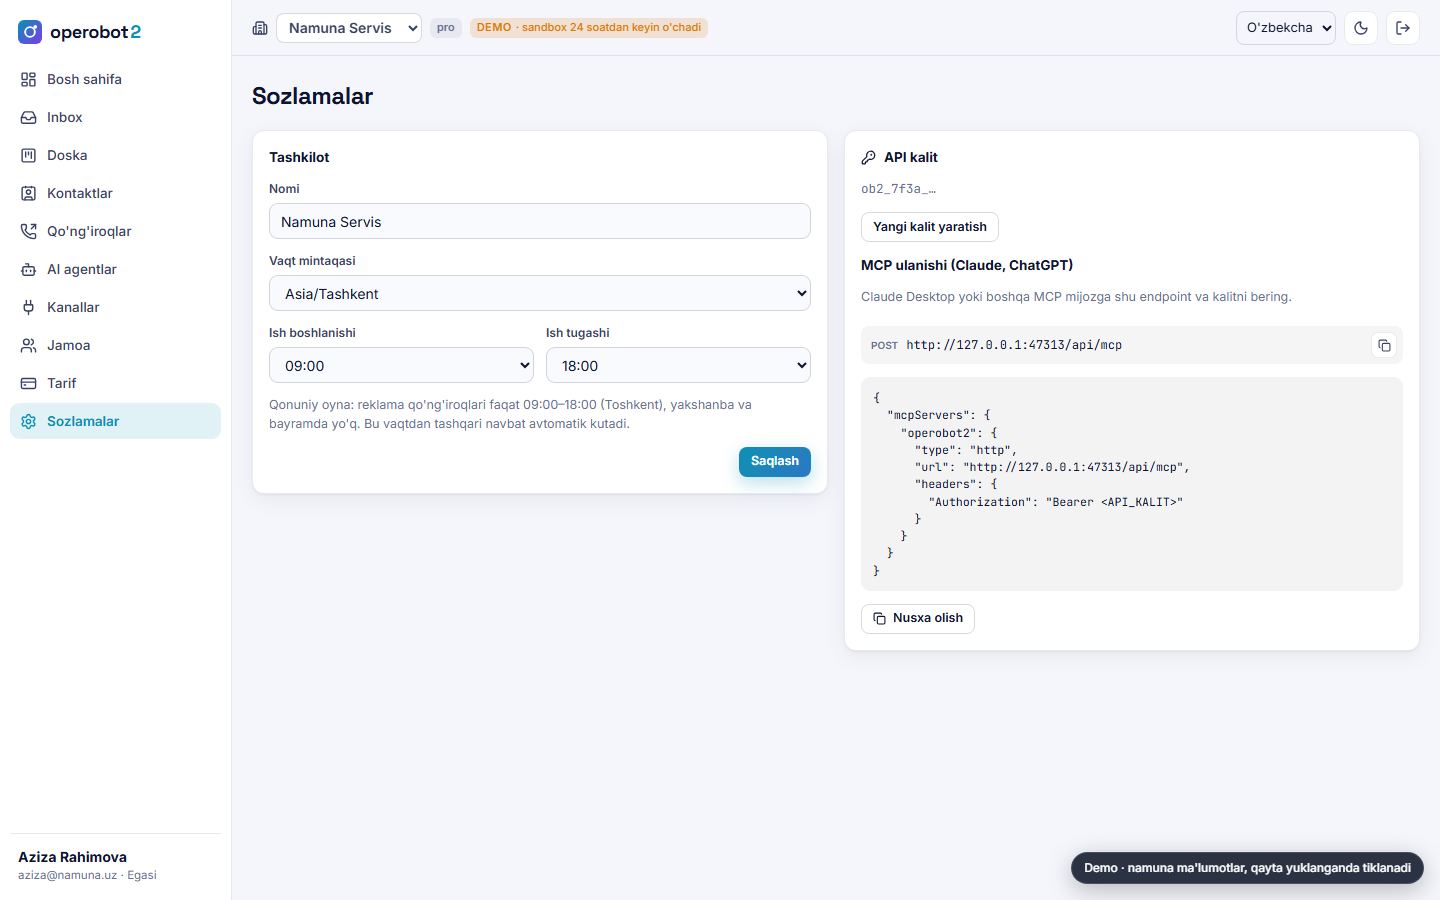 operobot2
Bosh sahifa
Inbox
Doska
Kontaktlar
Qo'ng'iroqlar
AI agentlar
Kanallar
Jamoa
Tarif
Sozlamalar
Aziza Rahimova
aziza@namuna.uz · Egasi
Namuna Servis
pro
DEMO · sandbox 24 soatdan keyin o'chadi
O'zbekcha
Sozlamalar
Tashkilot
Nomi
Namuna Servis
Vaqt mintaqasi
Asia/Tashkent
Ish boshlanishi
Ish tugashi
09:00
18:00
Qonuniy oyna: reklama qo'ng'iroqlari faqat 09:00–18:00 (Toshkent), yakshanba va
bayramda yo'q. Bu vaqtdan tashqari navbat avtomatik kutadi.
Saqlash
API kalit
ob2_7f3a_…
Yangi kalit yaratish
MCP ulanishi (Claude, ChatGPT)
Claude Desktop yoki boshqa MCP mijozga shu endpoint va kalitni bering.
POST http://127.0.0.1:47313/api/mcp
{
  "mcpServers": {
    "operobot2": {
      "type": "http",
      "url": "http://127.0.0.1:47313/api/mcp",
      "headers": {
        "Authorization": "Bearer <API_KALIT>"
      }
    }
  }
}
Nusxa olish
Demo · namuna ma'lumotlar, qayta yuklanganda tiklanadi